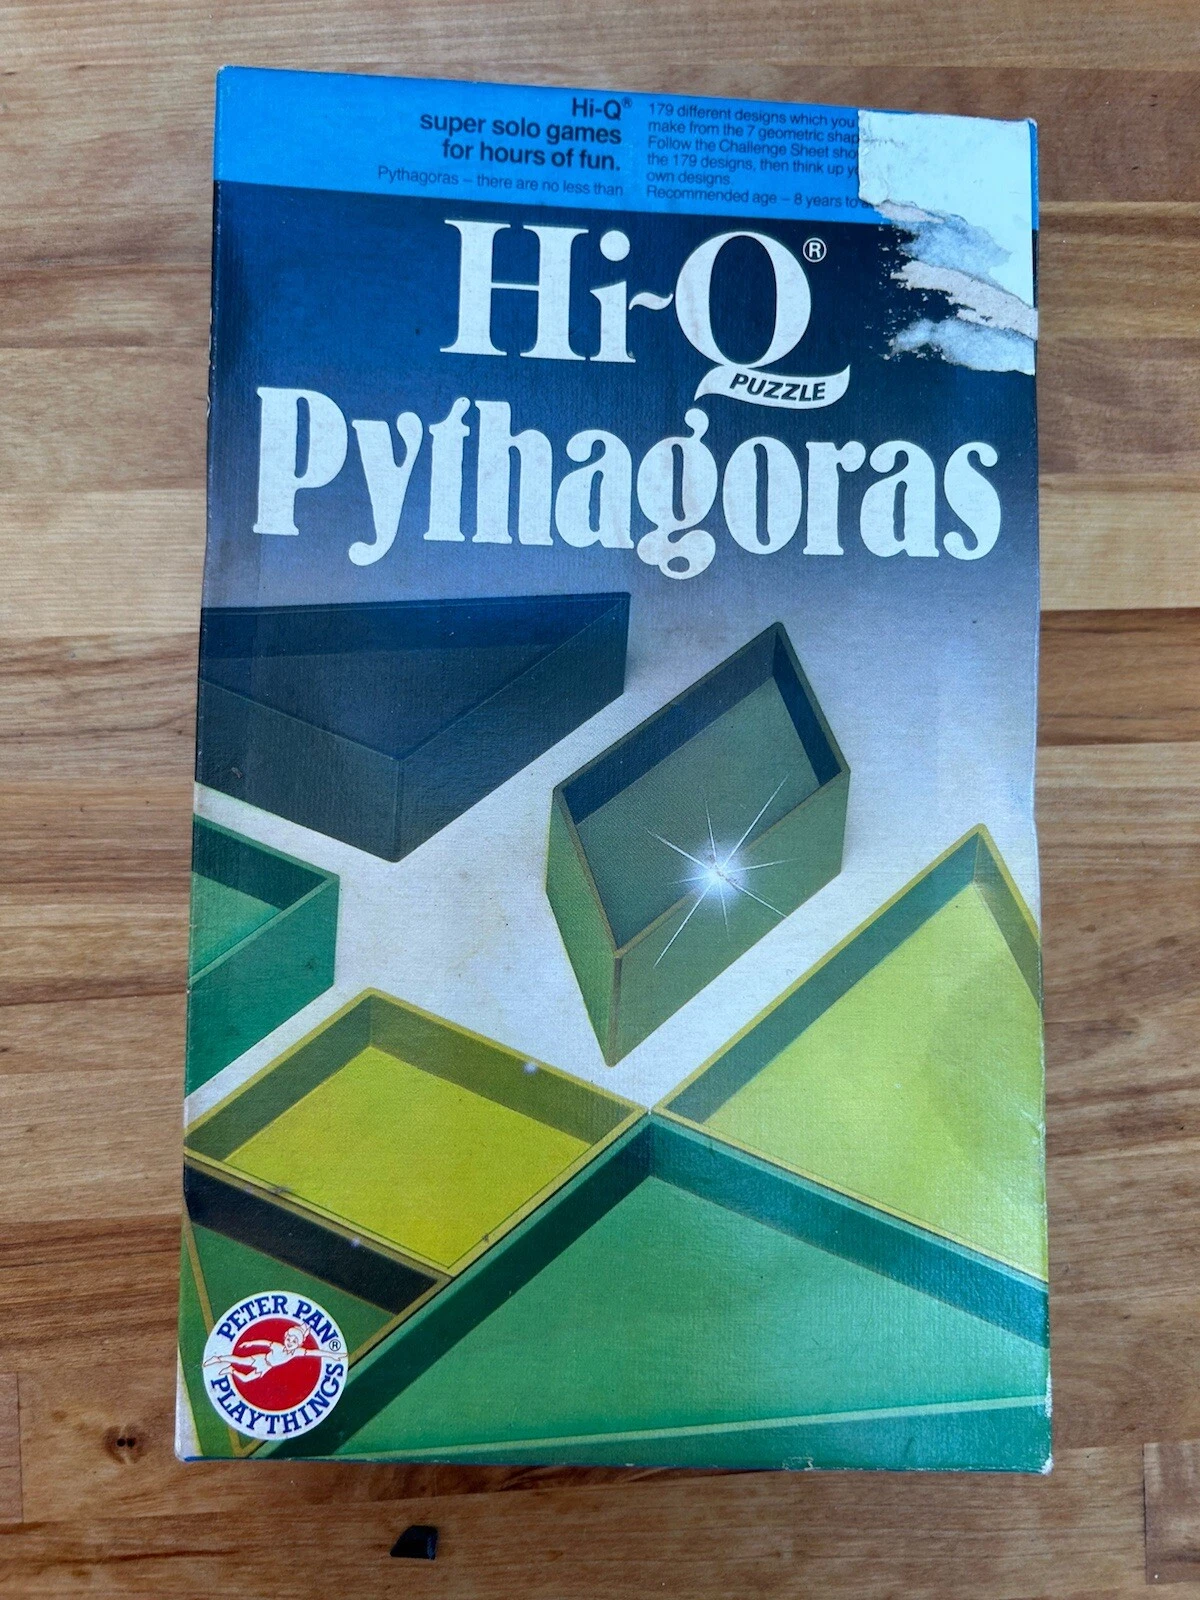 Hi-Q®
super solo games
for hours of fun.
Pythagoras – there are no less than
179 different designs which you
make from the 7 geometric
Follow the Challenge Sheet
the 179 designs, then think up
own designs.
Recommended age – 8 years to
Hi-Q®
PUZZLE
Pythagoras
PETER PAN®
PLAYTHINGS